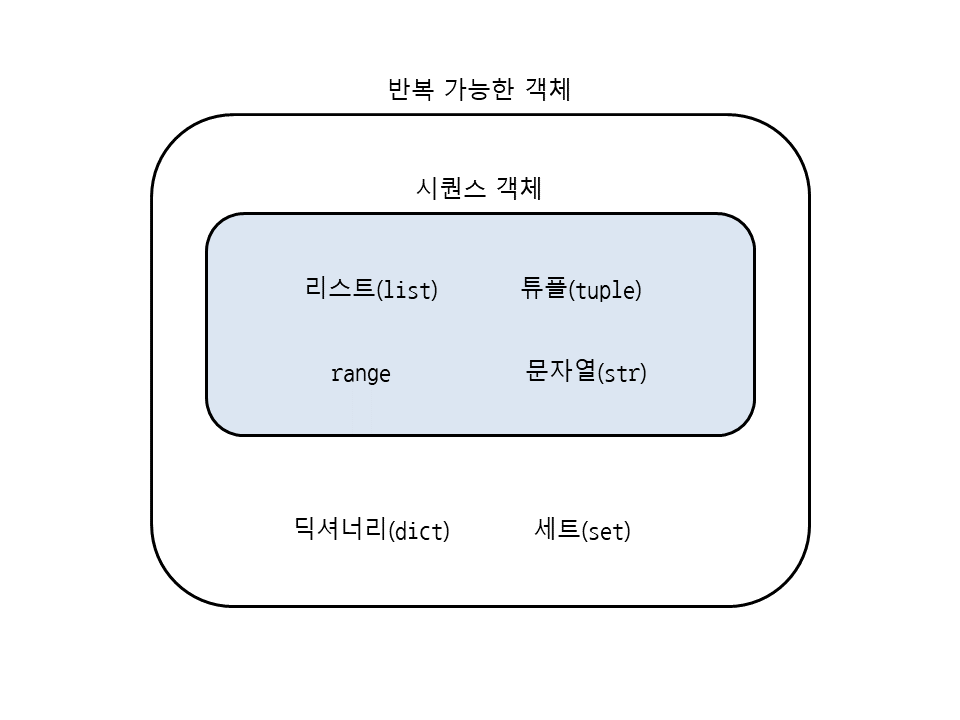 반복 가능한 객체
시퀀스 객체
리스트(list) 튜플(tuple)
range 문자열(str)
딕셔너리(dict) 세트(set)